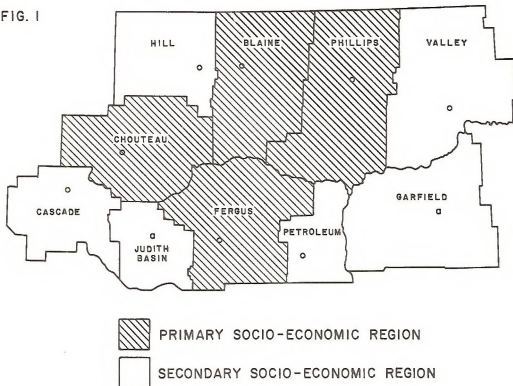 FIG. 1
HILL
BLAINE
PHILLIPS
VALLEY
CHOUTEAU
CASCADE
JUDITH
BASIN
FERGUS
PETROLEUM
GARFIELD
PRIMARY SOCIO-ECONOMIC REGION
SECONDARY SOCIO-ECONOMIC REGION